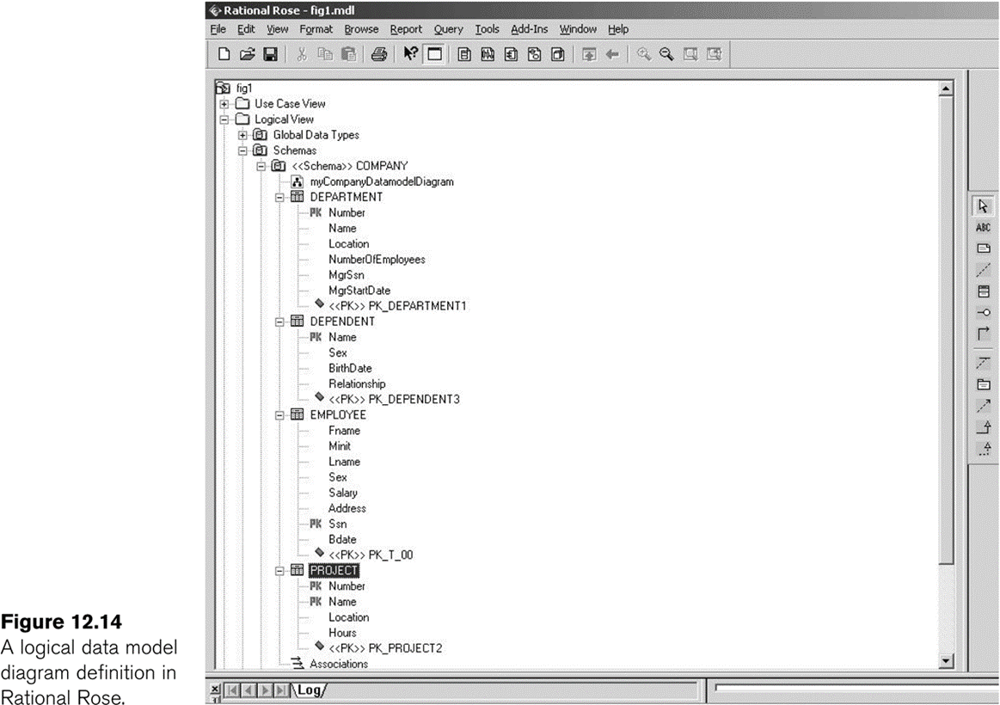 Rational Rose - fig1.mdl
File Edit View Format Browse Report Query Tools Add-Ins Window Help
fig1
Use Case View
Logical View
Global Data Types
Schemas
<<Schema>> COMPANY
myCompanyDatamodelDiagram
DEPARTMENT
PK Number
Name
Location
NumberOfEmployees
MgrSsn
MgrStartDate
<<PK>> PK_DEPARTMENT1
DEPENDENT
PK Name
Sex
BirthDate
Relationship
<<PK>> PK_DEPENDENT3
EMPLOYEE
Fname
Minit
Lname
Sex
Salary
Address
PK Ssn
Bdate
<<PK>> PK_T_00
PROJECT
PK Number
PK Name
Location
Hours
<<PK>> PK_PROJECT2
Associations
Log
ABC
Figure 12.14
A logical data model
diagram definition in
Rational Rose.